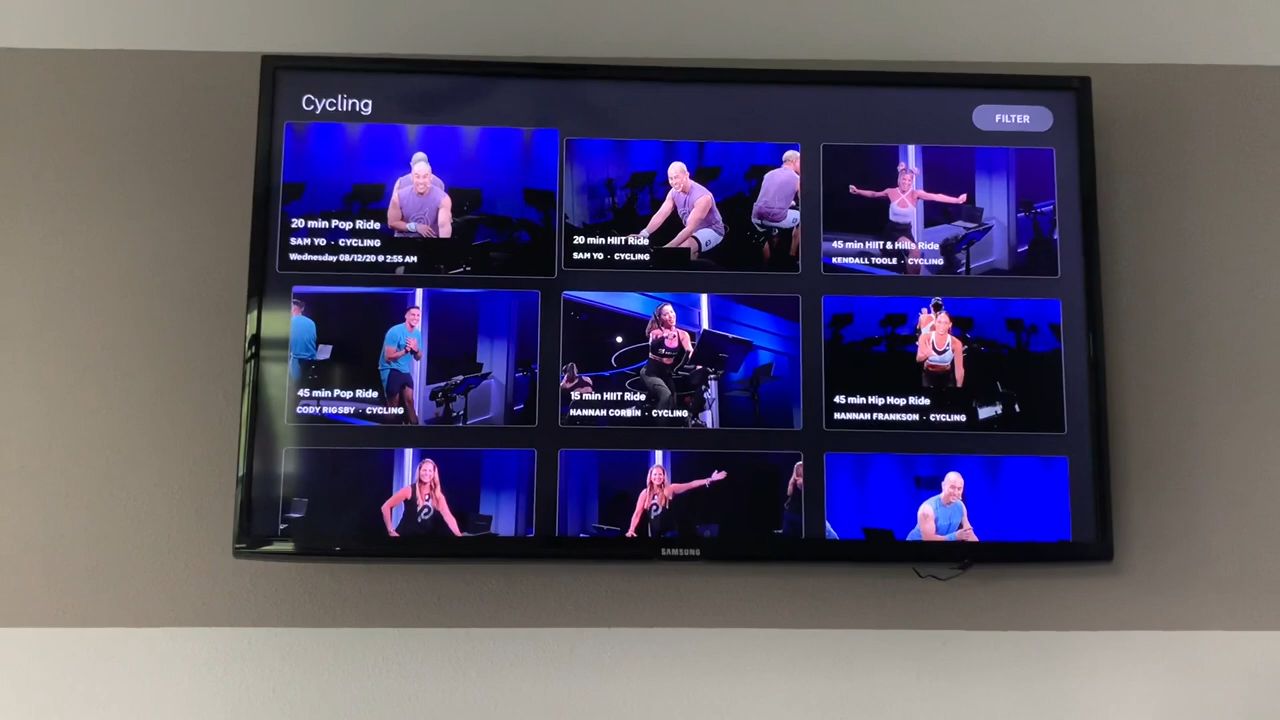 Cycling
FILTER
20 min Pop Ride
SAM YO · CYCLING
Wednesday 08/12/20 @ 2:55 AM
20 min HIIT Ride
SAM YO · CYCLING
45 min HIIT & Hills Ride
KENDALL TOOLE · CYCLING
45 min Pop Ride
CODY RIGSBY · CYCLING
15 min HIIT Ride
HANNAH CORBIN · CYCLING
45 min Hip Hop Ride
HANNAH FRANKSON · CYCLING
SAMSUNG